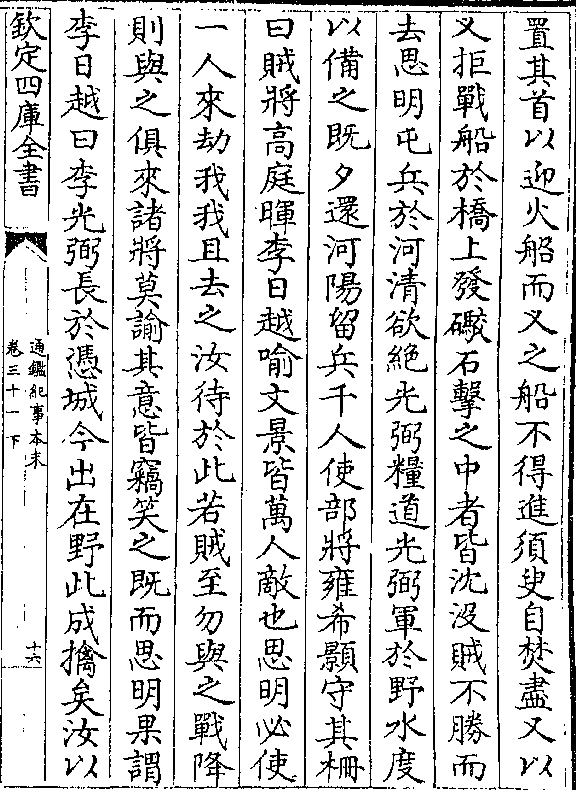 置其首以迎火船而叉之船不得進須臾自焚盡又以
叉拒戰船於橋上發礮石擊之中者皆沈没賊不勝而
去思明屯兵於河清欲絶光弼糧道光弼軍於野水度
以備之既夕還河陽留兵千人使部將雍希顥守其柵
曰賊將高庭暉李日越喻文景皆萬人敵也思明必使
一人來劫我我且去之汝待於此若賊至勿與之戰降
則與之俱來諸將莫諭其意皆竊笑之既而思明果謂
李日越曰李光弼長於憑城今出在野此成擒矣汝以
欽定四庫全書
通鑑紀事本末
卷三十一下
十六